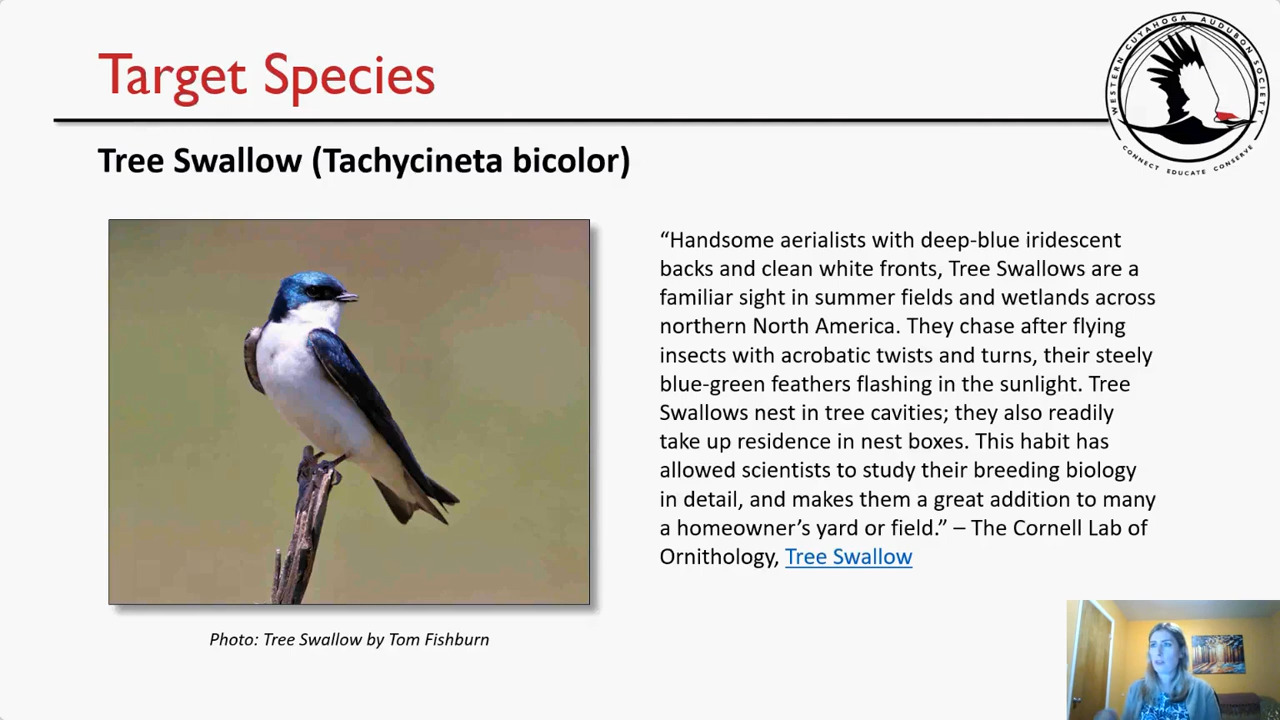 Target Species
WESTERN CUYAHOGA AUDUBON SOCIETY
CONNECT EDUCATE CONSERVE
Tree Swallow (Tachycineta bicolor)
“Handsome aerialists with deep-blue iridescent
backs and clean white fronts, Tree Swallows are a
familiar sight in summer fields and wetlands across
northern North America. They chase after flying
insects with acrobatic twists and turns, their steely
blue-green feathers flashing in the sunlight. Tree
Swallows nest in tree cavities; they also readily
take up residence in nest boxes. This habit has
allowed scientists to study their breeding biology
in detail, and makes them a great addition to many
a homeowner’s yard or field.” – The Cornell Lab of
Ornithology, Tree Swallow
Photo: Tree Swallow by Tom Fishburn